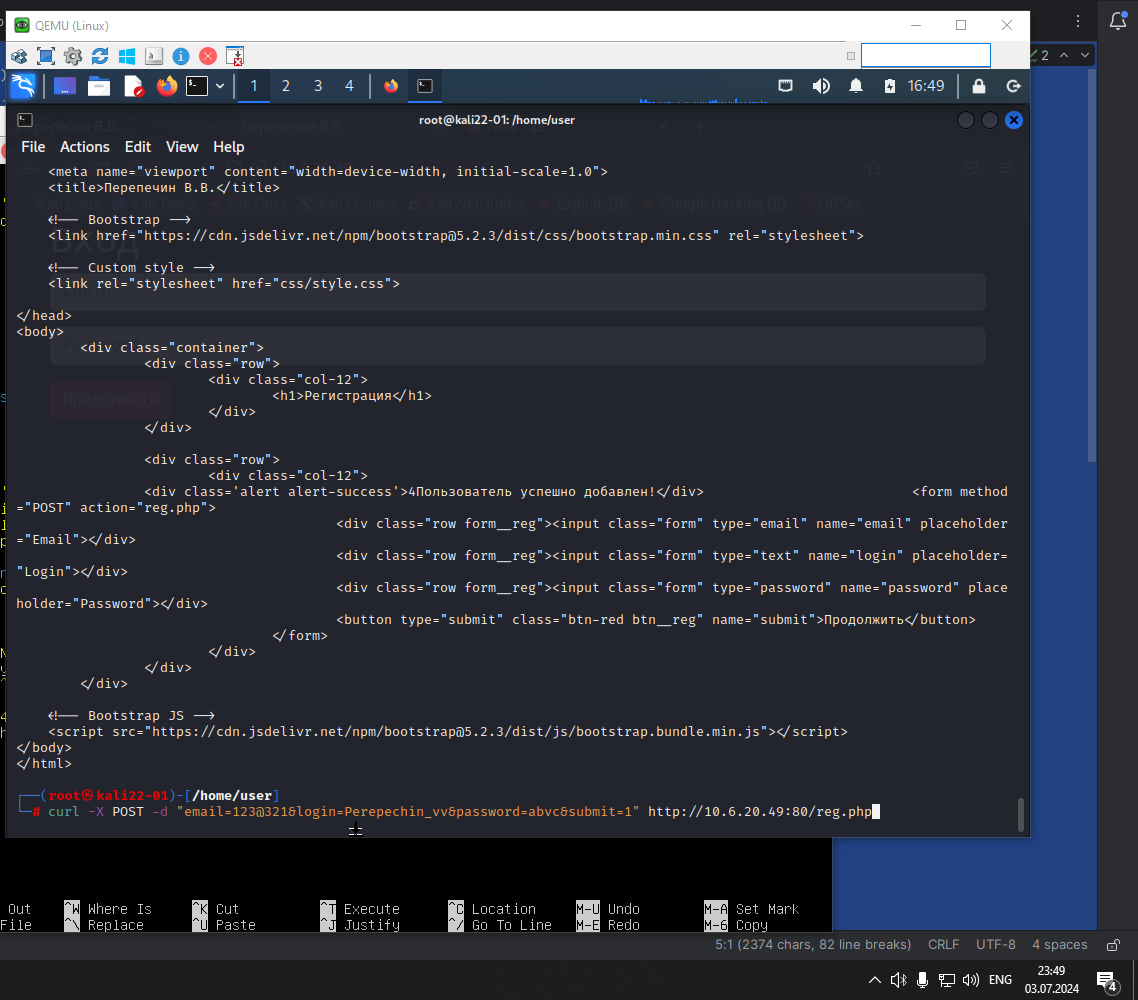 QEMU (Linux)
2
1 2 3 4 16:49
root@kali22-01: /home/user
File Actions Edit View Help
<meta name="viewport" content="width=device-width, initial-scale=1.0">
<title>Перепечин В.В.</title>
<!-- Bootstrap -->
<link href="https://cdn.jsdelivr.net/npm/bootstrap@5.2.3/dist/css/bootstrap.min.css" rel="stylesheet">
<!-- Custom style -->
<link rel="stylesheet" href="css/style.css">
</head>
<body>
<div class="container">
<div class="row">
<div class="col-12">
<h1>Регистрация</h1>
</div>
</div>
<div class="row">
<div class="col-12">
<div class='alert alert-success'>4Пользователь успешно добавлен!</div> <form method
="POST" action="reg.php">
<div class="row form__reg"><input class="form" type="email" name="email" placeholder
="Email"></div>
<div class="row form__reg"><input class="form" type="text" name="login" placeholder=
"Login"></div>
<div class="row form__reg"><input class="form" type="password" name="password" place
holder="Password"></div>
<button type="submit" class="btn-red btn__reg" name="submit">Продолжить</button>
</form>
</div>
</div>
</div>
<!-- Bootstrap JS -->
<script src="https://cdn.jsdelivr.net/npm/bootstrap@5.2.3/dist/js/bootstrap.bundle.min.js"></script>
</body>
</html>
(root㉿kali22-01)-[/home/user]
# curl -X POST -d "email=123@321&login=Perepechin_vv&password=abvc&submit=1" http://10.6.20.49:80/reg.php
Out ^W Where Is ^K Cut ^T Execute ^C Location M-U Undo M-A Set Mark
File ^\ Replace ^U Paste ^J Justify ^/ Go To Line M-E Redo M-6 Copy
5:1 (2374 chars, 82 line breaks) CRLF UTF-8 4 spaces
ENG 23:49
03.07.2024
4